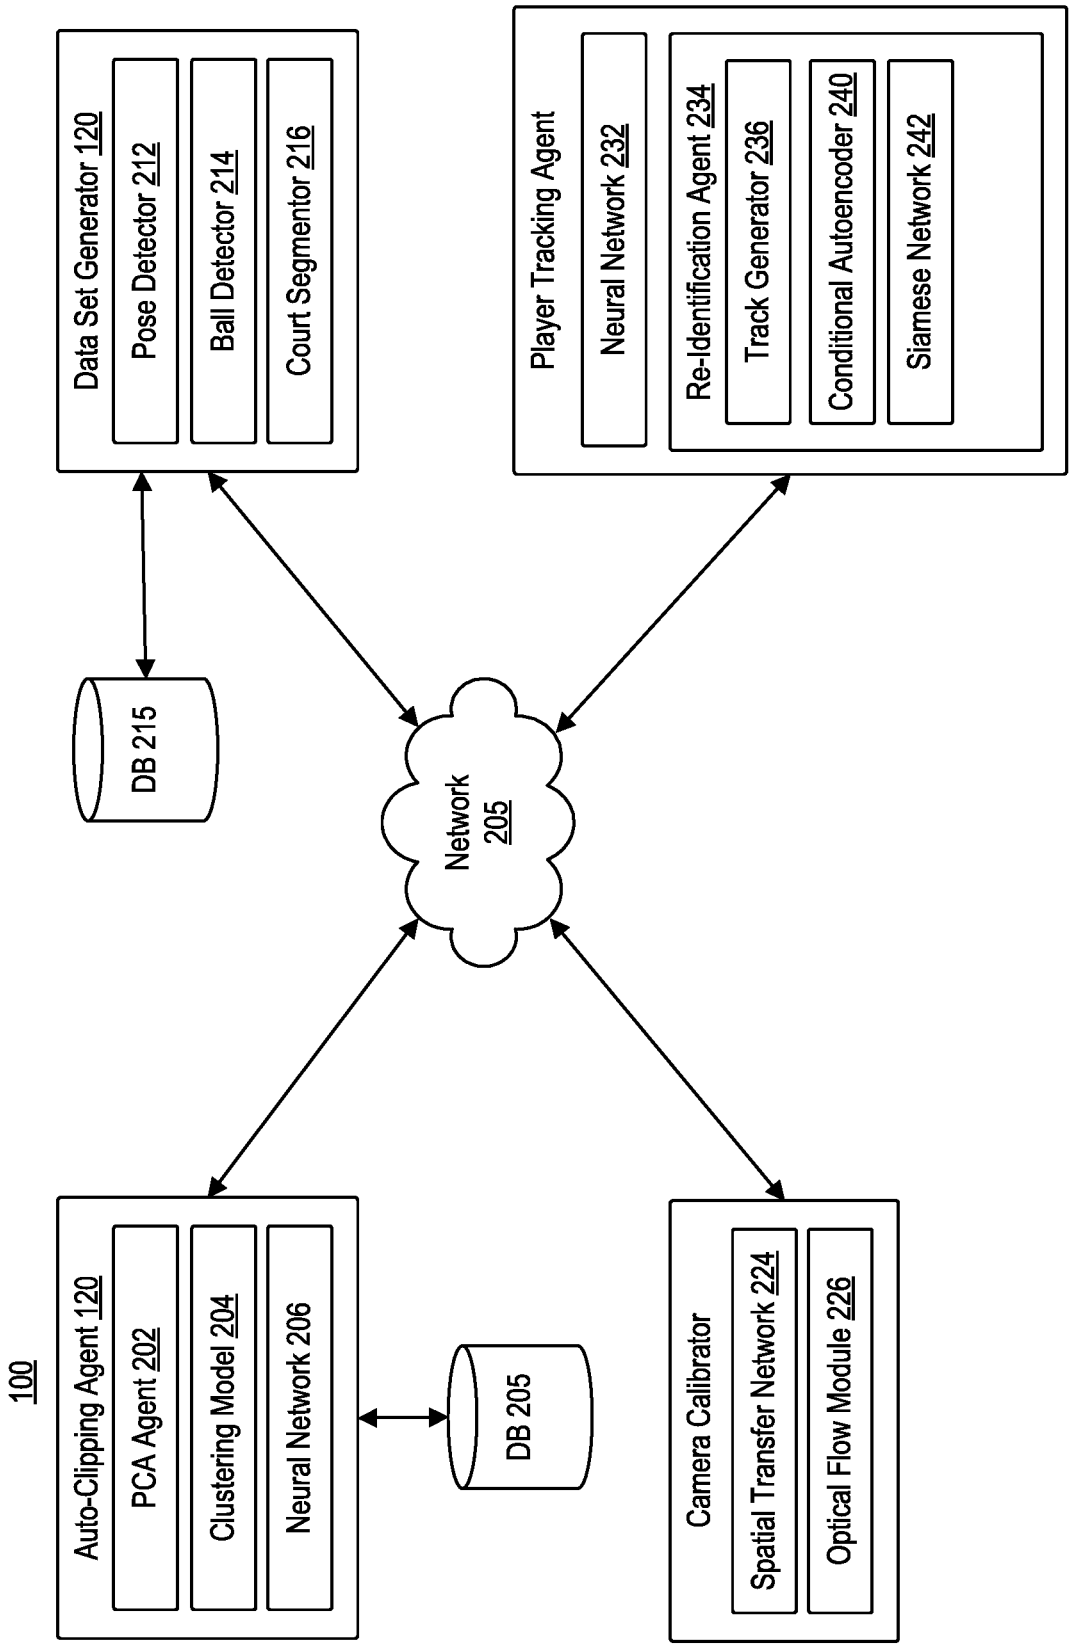 100
Auto-Clipping Agent 120
PCA Agent 202
Clustering Model 204
Neural Network 206
DB 205
Data Set Generator 120
Pose Detector 212
Ball Detector 214
Court Segmentor 216
DB 215
Network
205
Camera Calibrator
Spatial Transfer Network 224
Optical Flow Module 226
Player Tracking Agent
Neural Network 232
Re-Identification Agent 234
Track Generator 236
Conditional Autoencoder 240
Siamese Network 242